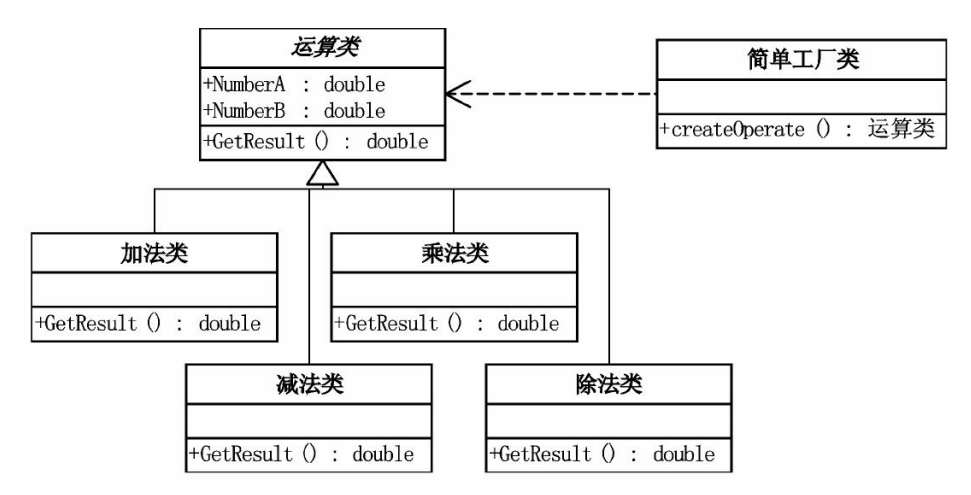 运算类
+NumberA : double
+NumberB : double
+GetResult () : double
简单工厂类
+createOperate () : 运算类
加法类
+GetResult () : double
乘法类
+GetResult () : double
减法类
+GetResult () : double
除法类
+GetResult () : double